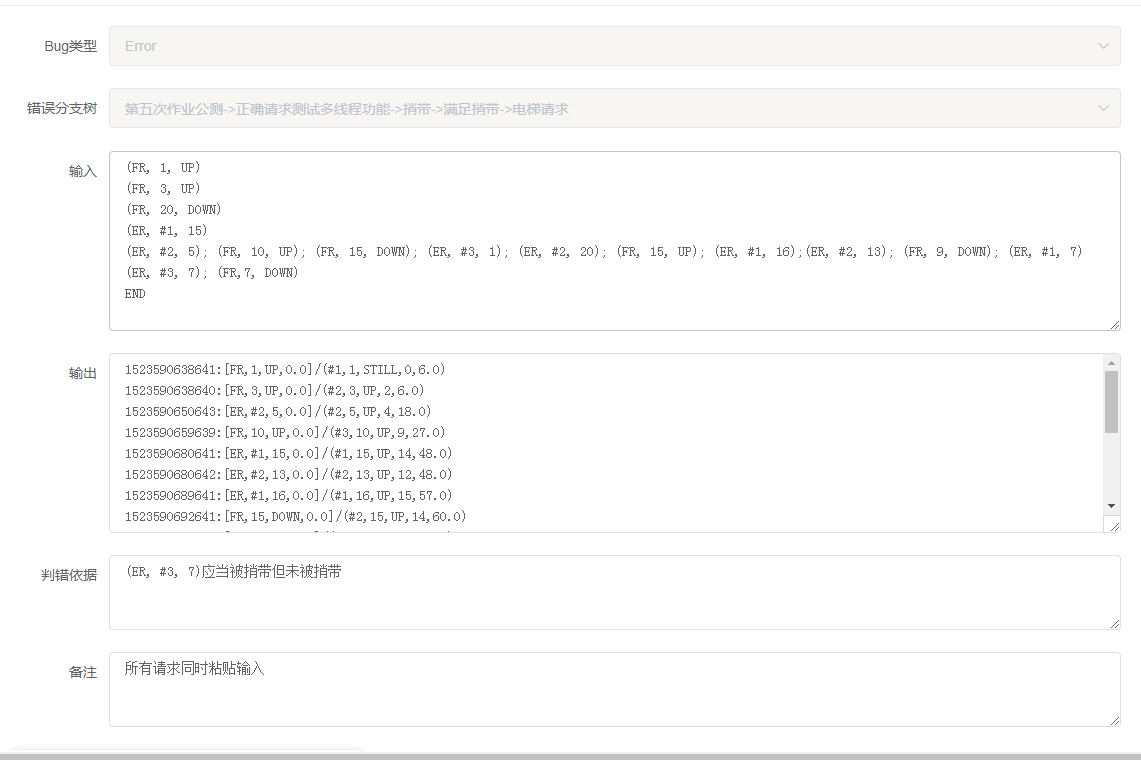 Bug类型
Error
错误分支树
第五次作业公测->正确请求测试多线程功能->捎带->满足捎带->电梯请求
输入
(FR, 1, UP)
(FR, 3, UP)
(FR, 20, DOWN)
(ER, #1, 15)
(ER, #2, 5); (FR, 10, UP); (FR, 15, DOWN); (ER, #3, 1); (ER, #2, 20); (FR, 15, UP); (ER, #1, 16);(ER, #2, 13); (FR, 9, DOWN); (ER, #1, 7)
(ER, #3, 7); (FR,7, DOWN)
END
输出
1523590638641:[FR,1,UP,0.0]/(#1,1,STILL,0,6.0)
1523590638640:[FR,3,UP,0.0]/(#2,3,UP,2,6.0)
1523590650643:[ER,#2,5,0.0]/(#2,5,UP,4,18.0)
1523590659639:[FR,10,UP,0.0]/(#3,10,UP,9,27.0)
1523590680641:[ER,#1,15,0.0]/(#1,15,UP,14,48.0)
1523590680642:[ER,#2,13,0.0]/(#2,13,UP,12,48.0)
1523590689641:[ER,#1,16,0.0]/(#1,16,UP,15,57.0)
1523590692641:[FR,15,DOWN,0.0]/(#2,15,UP,14,60.0)
判错依据
(ER, #3, 7)应当被捎带但未被捎带
备注
所有请求同时粘贴输入